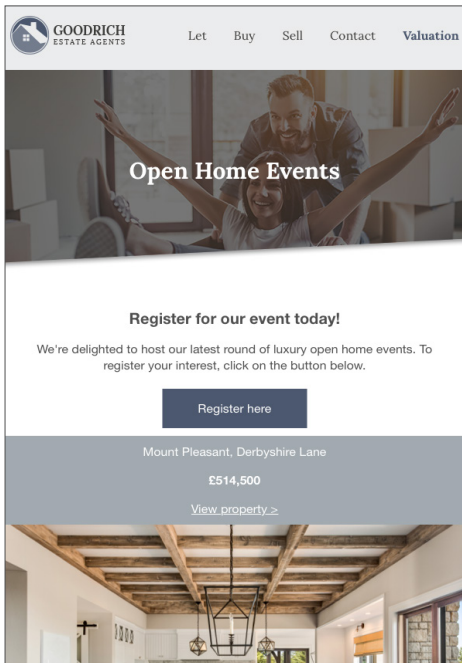 GOODRICH
ESTATE AGENTS
Let Buy Sell Contact Valuation
Open Home Events
Register for our event today!
We're delighted to host our latest round of luxury open home events. To
register your interest, click on the button below.
Register here
Mount Pleasant, Derbyshire Lane
£514,500
View property >